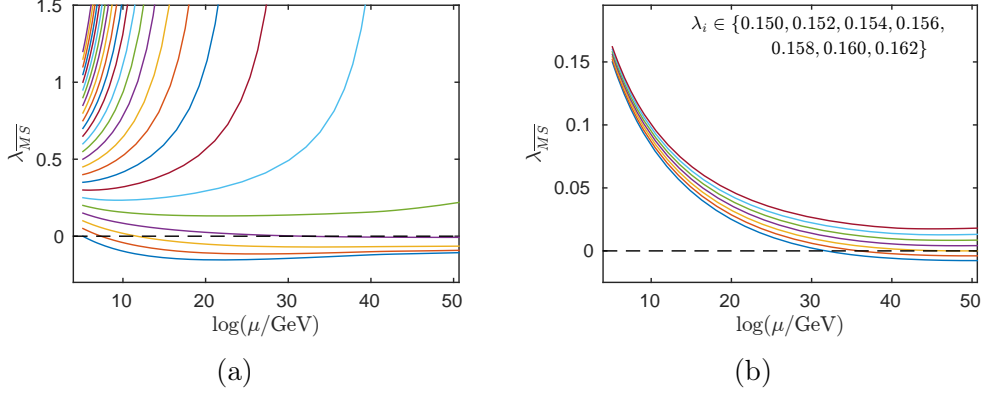 1.5
1
0.5
0
10 20 30 40 50
λ_{\overline{MS}}
log(μ/GeV)
(a)
λ_i ∈ {0.150, 0.152, 0.154, 0.156,
0.158, 0.160, 0.162}
0.15
0.1
0.05
0
10 20 30 40 50
λ_{\overline{MS}}
log(μ/GeV)
(b)